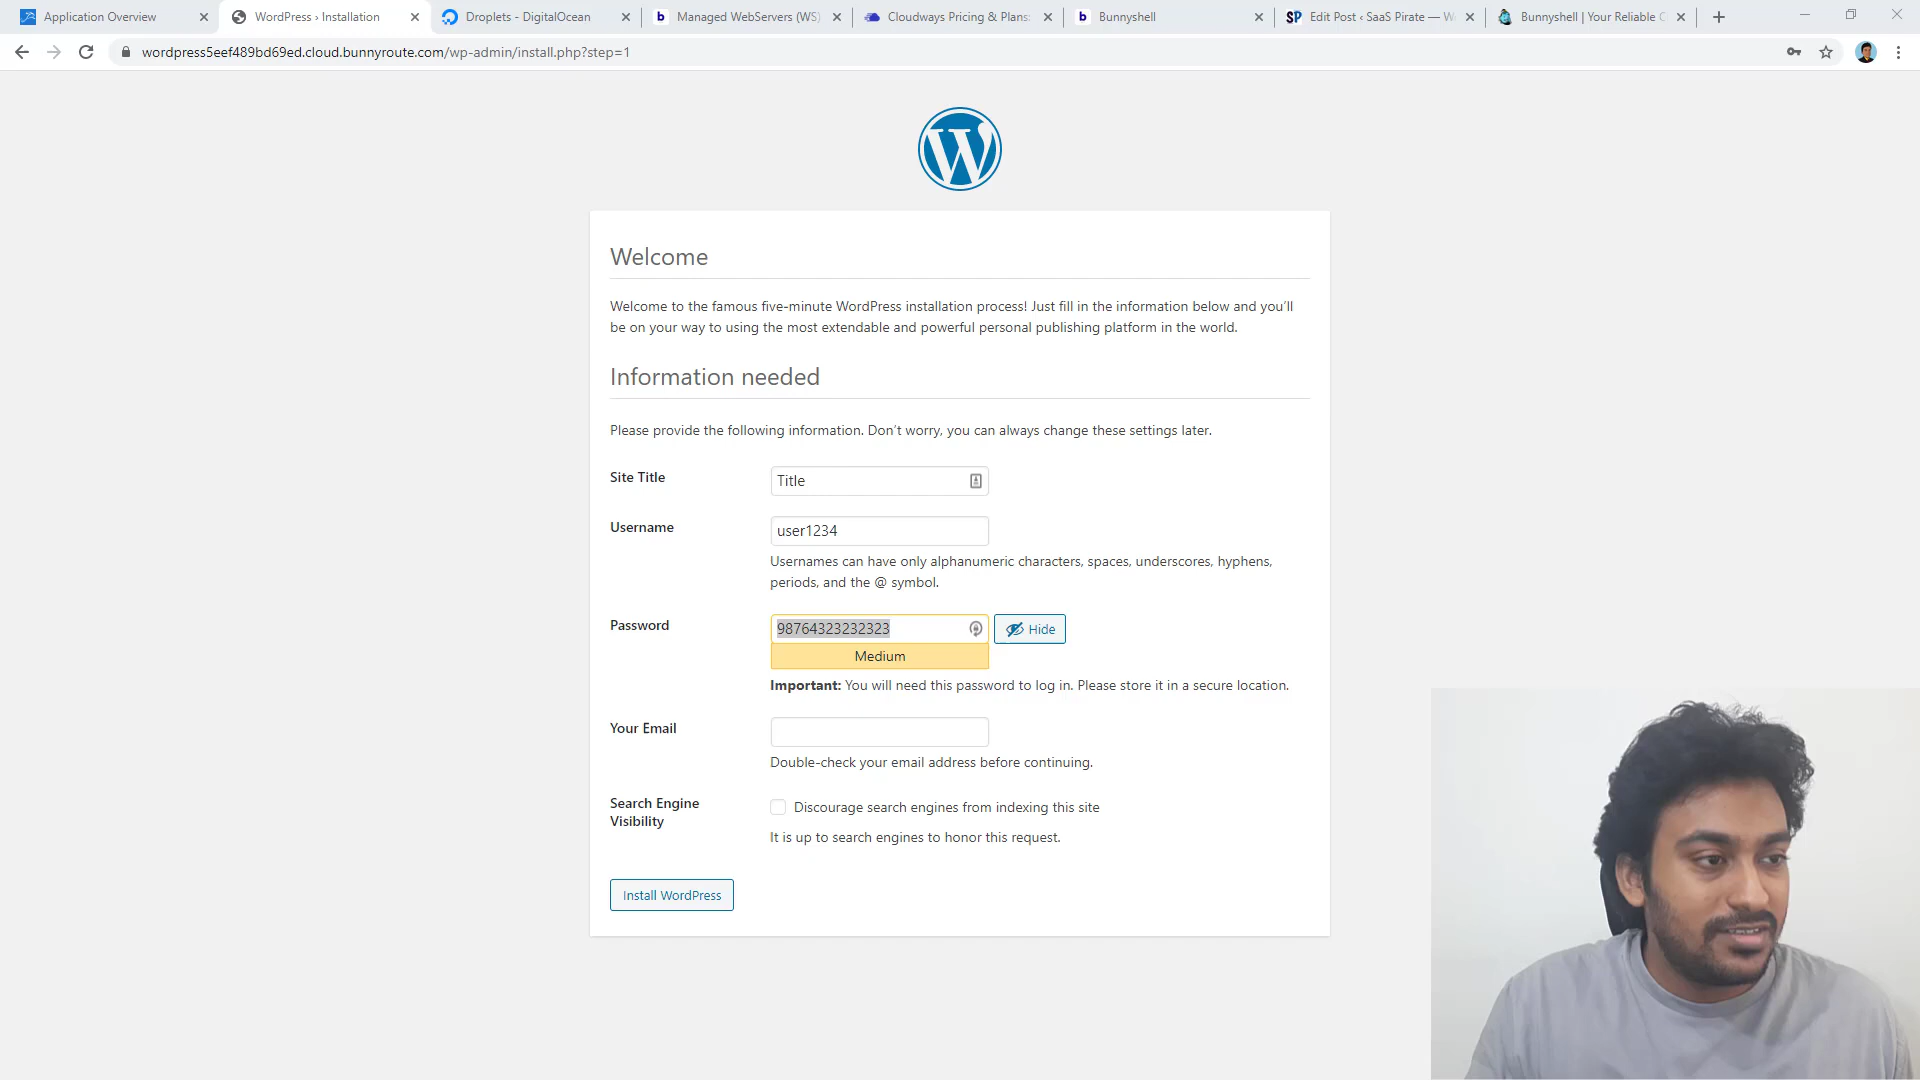 Application Overview
WordPress › Installation
Droplets - DigitalOcean
Managed WebServers (WS)
Cloudways Pricing & Plans:
Bunnyshell
Edit Post ‹ SaaS Pirate — W
Bunnyshell | Your Reliable C
wordpress5eef489bd69ed.cloud.bunnyroute.com/wp-admin/install.php?step=1
Welcome
Welcome to the famous five-minute WordPress installation process! Just fill in the information below and you’ll
be on your way to using the most extendable and powerful personal publishing platform in the world.
Information needed
Please provide the following information. Don’t worry, you can always change these settings later.
Site Title
Title
Username
user1234
Usernames can have only alphanumeric characters, spaces, underscores, hyphens,
periods, and the @ symbol.
Password
98764323232323
Hide
Medium
Important: You will need this password to log in. Please store it in a secure location.
Your Email
Double-check your email address before continuing.
Search Engine
Visibility
Discourage search engines from indexing this site
It is up to search engines to honor this request.
Install WordPress